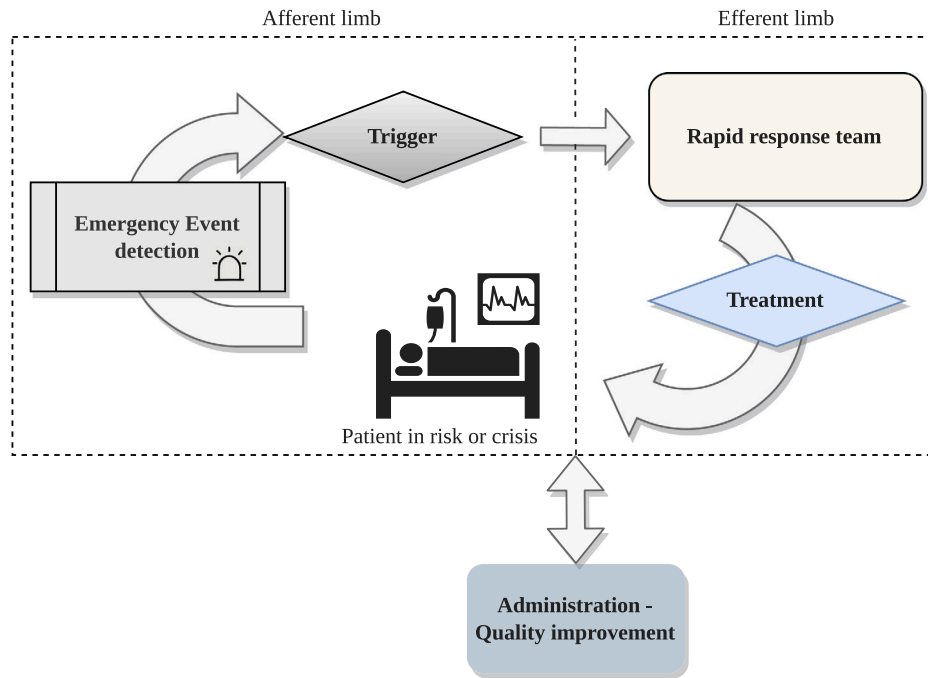 Afferent limb
Efferent limb
Trigger
Rapid response team
Emergency Event
detection
Treatment
Patient in risk or crisis
Administration -
Quality improvement